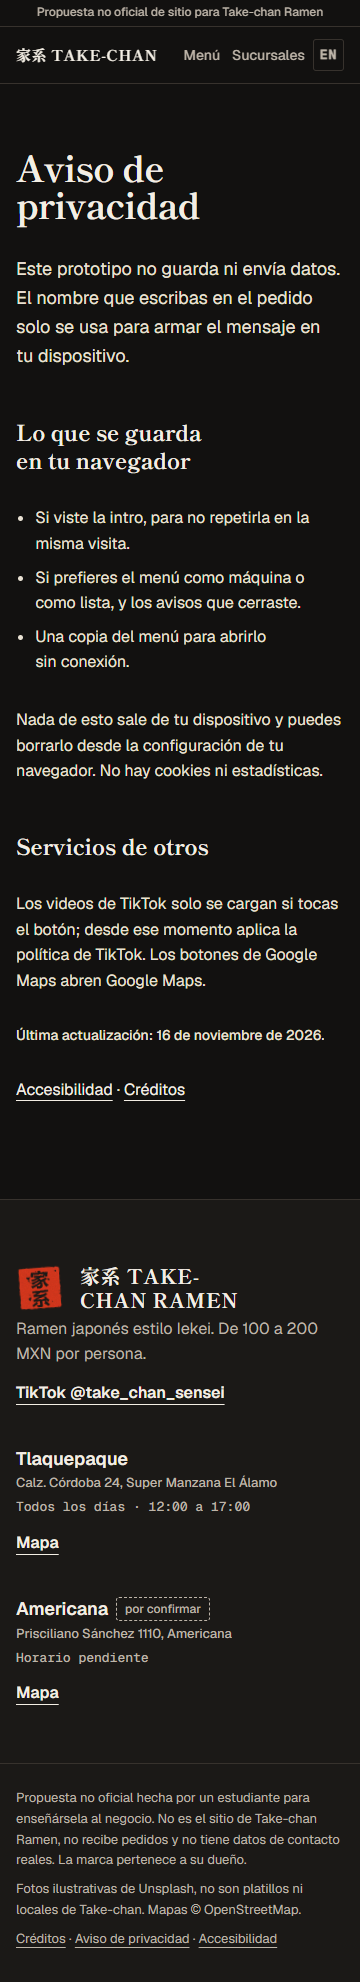 Propuesta no oficial de sitio para Take-chan Ramen
家系 TAKE-CHAN
Menú
Sucursales
EN
Aviso de
privacidad
Este prototipo no guarda ni envía datos.
El nombre que escribas en el pedido
solo se usa para armar el mensaje en
tu dispositivo.
Lo que se guarda
en tu navegador
• Si viste la intro, para no repetirla en la
misma visita.
• Si prefieres el menú como máquina o
como lista, y los avisos que cerraste.
• Una copia del menú para abrirlo
sin conexión.
Nada de esto sale de tu dispositivo y puedes
borrarlo desde la configuración de tu
navegador. No hay cookies ni estadísticas.
Servicios de otros
Los videos de TikTok solo se cargan si tocas
el botón; desde ese momento aplica la
política de TikTok. Los botones de Google
Maps abren Google Maps.
Última actualización: 16 de noviembre de 2026.
Accesibilidad · Créditos
家系
家系 TAKE-
CHAN RAMEN
Ramen japonés estilo Iekei. De 100 a 200
MXN por persona.
TikTok @take_chan_sensei
Tlaquepaque
Calz. Córdoba 24, Super Manzana El Álamo
Todos los días · 12:00 a 17:00
Mapa
Americana por confirmar
Prisciliano Sánchez 1110, Americana
Horario pendiente
Mapa
Propuesta no oficial hecha por un estudiante para
enseñársela al negocio. No es el sitio de Take-chan
Ramen, no recibe pedidos y no tiene datos de contacto
reales. La marca pertenece a su dueño.
Fotos ilustrativas de Unsplash, no son platillos ni
locales de Take-chan. Mapas © OpenStreetMap.
Créditos · Aviso de privacidad · Accesibilidad